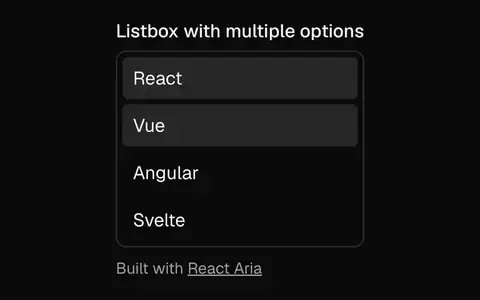 Listbox with multiple options
React
Vue
Angular
Svelte
Built with React Aria